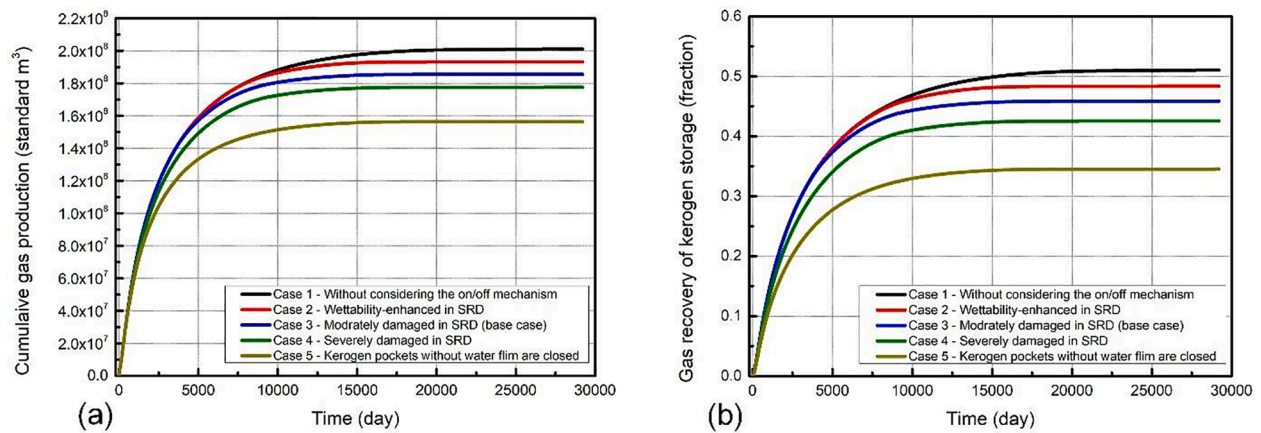 Cumulaive gas production (standard m³)
2.2x10⁸
2.0x10⁸
1.8x10⁸
1.6x10⁸
1.4x10⁸
1.2x10⁸
1.0x10⁸
8.0x10⁷
6.0x10⁷
4.0x10⁷
2.0x10⁷
0.0
Case 1 - Without considering the on/off mechanism
Case 2 - Wettability-enhanced in SRD
Case 3 - Modrately damaged in SRD (base case)
Case 4 - Severely damaged in SRD
Case 5 - Kerogen pockets without water flim are closed
0 5000 10000 15000 20000 25000 30000
(a)
Time (day)
Gas recovery of kerogen storage (fraction)
0.6
0.5
0.4
0.3
0.2
0.1
0.0
Case 1 - Without considering the on/off mechanism
Case 2 - Wettability-enhanced in SRD
Case 3 - Modrately damaged in SRD (base case)
Case 4 - Severely damaged in SRD
Case 5 - Kerogen pockets without water flim are closed
0 5000 10000 15000 20000 25000 30000
(b)
Time (day)